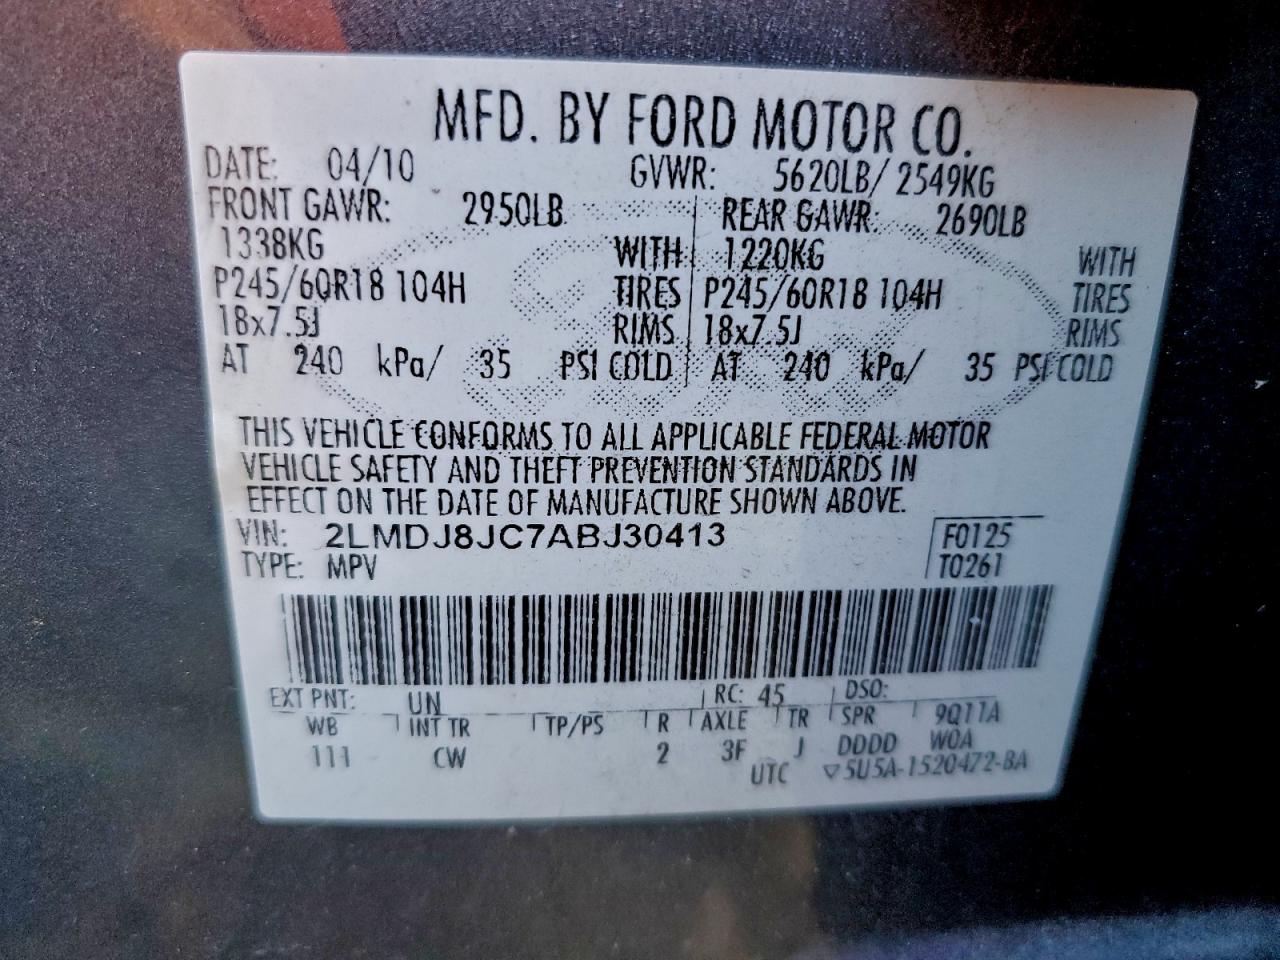 MFD. BY FORD MOTOR CO.
DATE: 04/10 GVWR: 5620LB/ 2549KG
FRONT GAWR: 2950LB REAR GAWR: 2690LB
1338KG WITH 1220KG WITH
P245/60R18 104H TIRES P245/60R18 104H TIRES
18x7.5J RIMS 18x7.5J RIMS
AT 240 kPa/ 35 PSI COLD AT 240 kPa/ 35 PSI COLD
THIS VEHICLE CONFORMS TO ALL APPLICABLE FEDERAL MOTOR
VEHICLE SAFETY AND THEFT PREVENTION STANDARDS IN
EFFECT ON THE DATE OF MANUFACTURE SHOWN ABOVE.
VIN: 2LMDJ8JC7ABJ30413 F0125
TYPE: MPV T0261
EXT PNT: UN RC: 45 DSO:
WB INT TR TP/PS R AXLE TR SPR 9Q11A
111 CW 2 3F J DDDD W0A
UTC ▽5U5A-1520472-BA